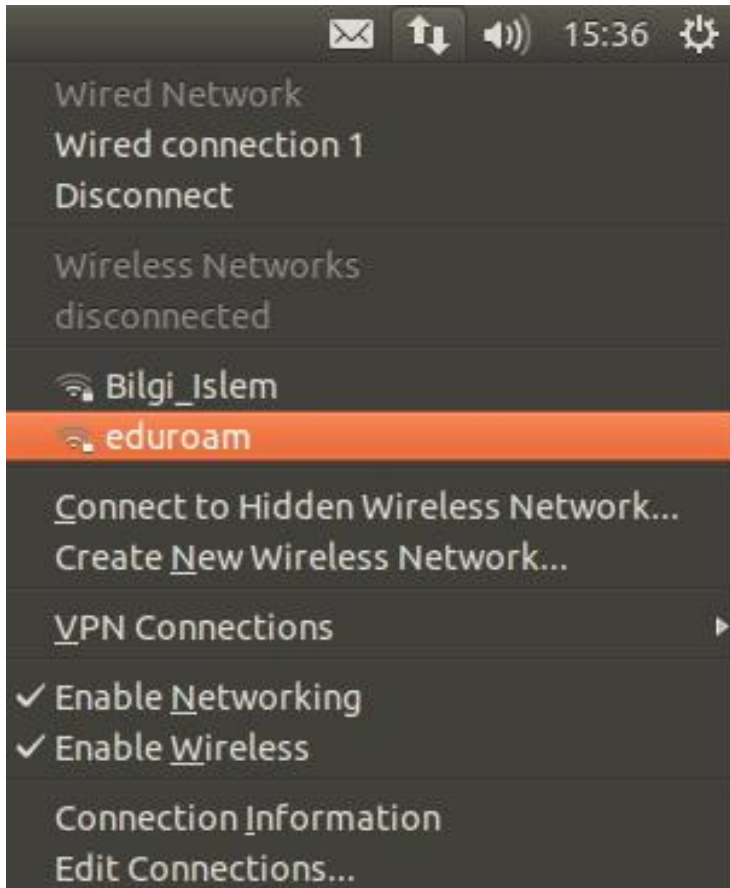 15:36
Wired Network
Wired connection 1
Disconnect
Wireless Networks
disconnected
Bilgi_Islem
eduroam
Connect to Hidden Wireless Network...
Create New Wireless Network...
VPN Connections
Enable Networking
Enable Wireless
Connection Information
Edit Connections...